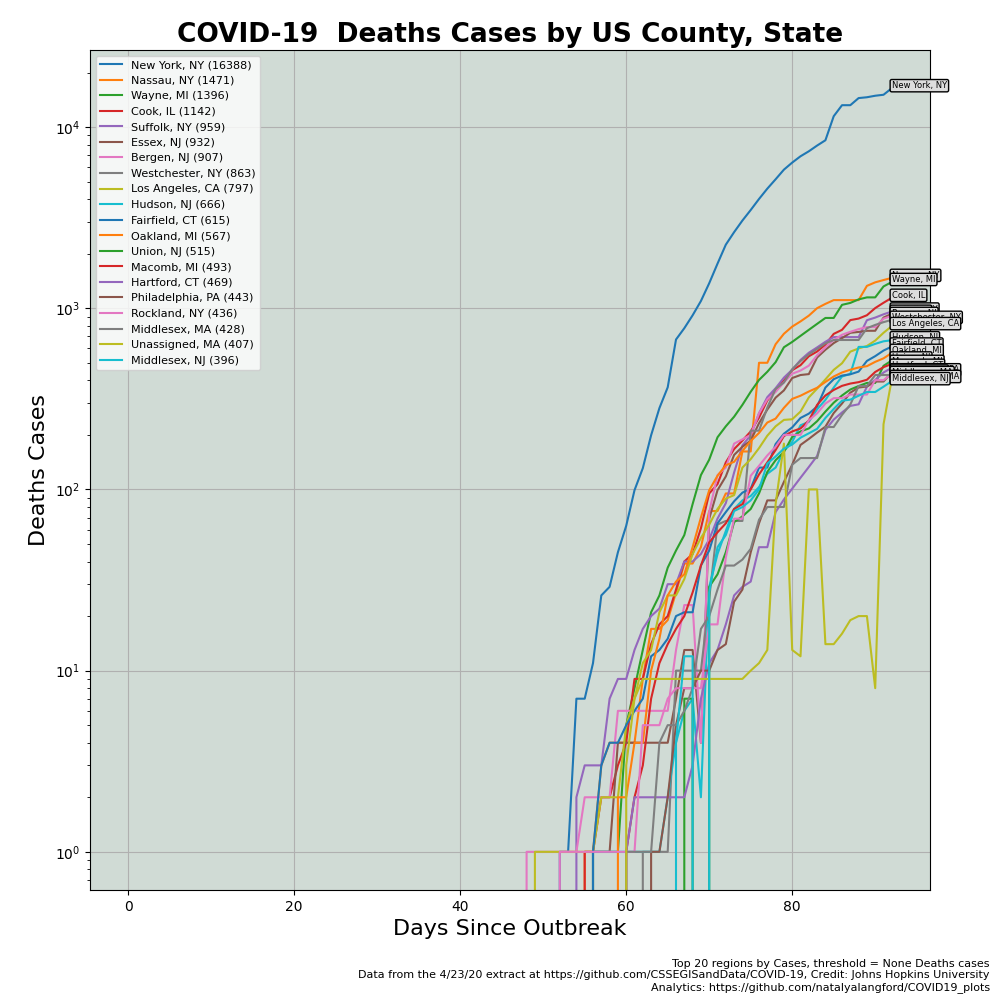 COVID-19  Deaths Cases by US County, State
New York, NY (16388)
Nassau, NY (1471)
Wayne, MI (1396)
Cook, IL (1142)
Suffolk, NY (959)
Essex, NJ (932)
Bergen, NJ (907)
Westchester, NY (863)
Los Angeles, CA (797)
Hudson, NJ (666)
Fairfield, CT (615)
Oakland, MI (567)
Union, NJ (515)
Macomb, MI (493)
Hartford, CT (469)
Philadelphia, PA (443)
Rockland, NY (436)
Middlesex, MA (428)
Unassigned, MA (407)
Middlesex, NJ (396)
New York, NY
Wayne, MI
Cook, IL
Westchester, NY
Los Angeles, CA
Hudson, NJ
Fairfield, CT
Oakland, MI
Middlesex, NJ
Deaths Cases
10⁴
10³
10²
10¹
10⁰
0 20 40 60 80
Days Since Outbreak
Top 20 regions by Cases, threshold = None Deaths cases
Data from the 4/23/20 extract at https://github.com/CSSEGISandData/COVID-19, Credit: Johns Hopkins University
Analytics: https://github.com/natalyalangford/COVID19_plots